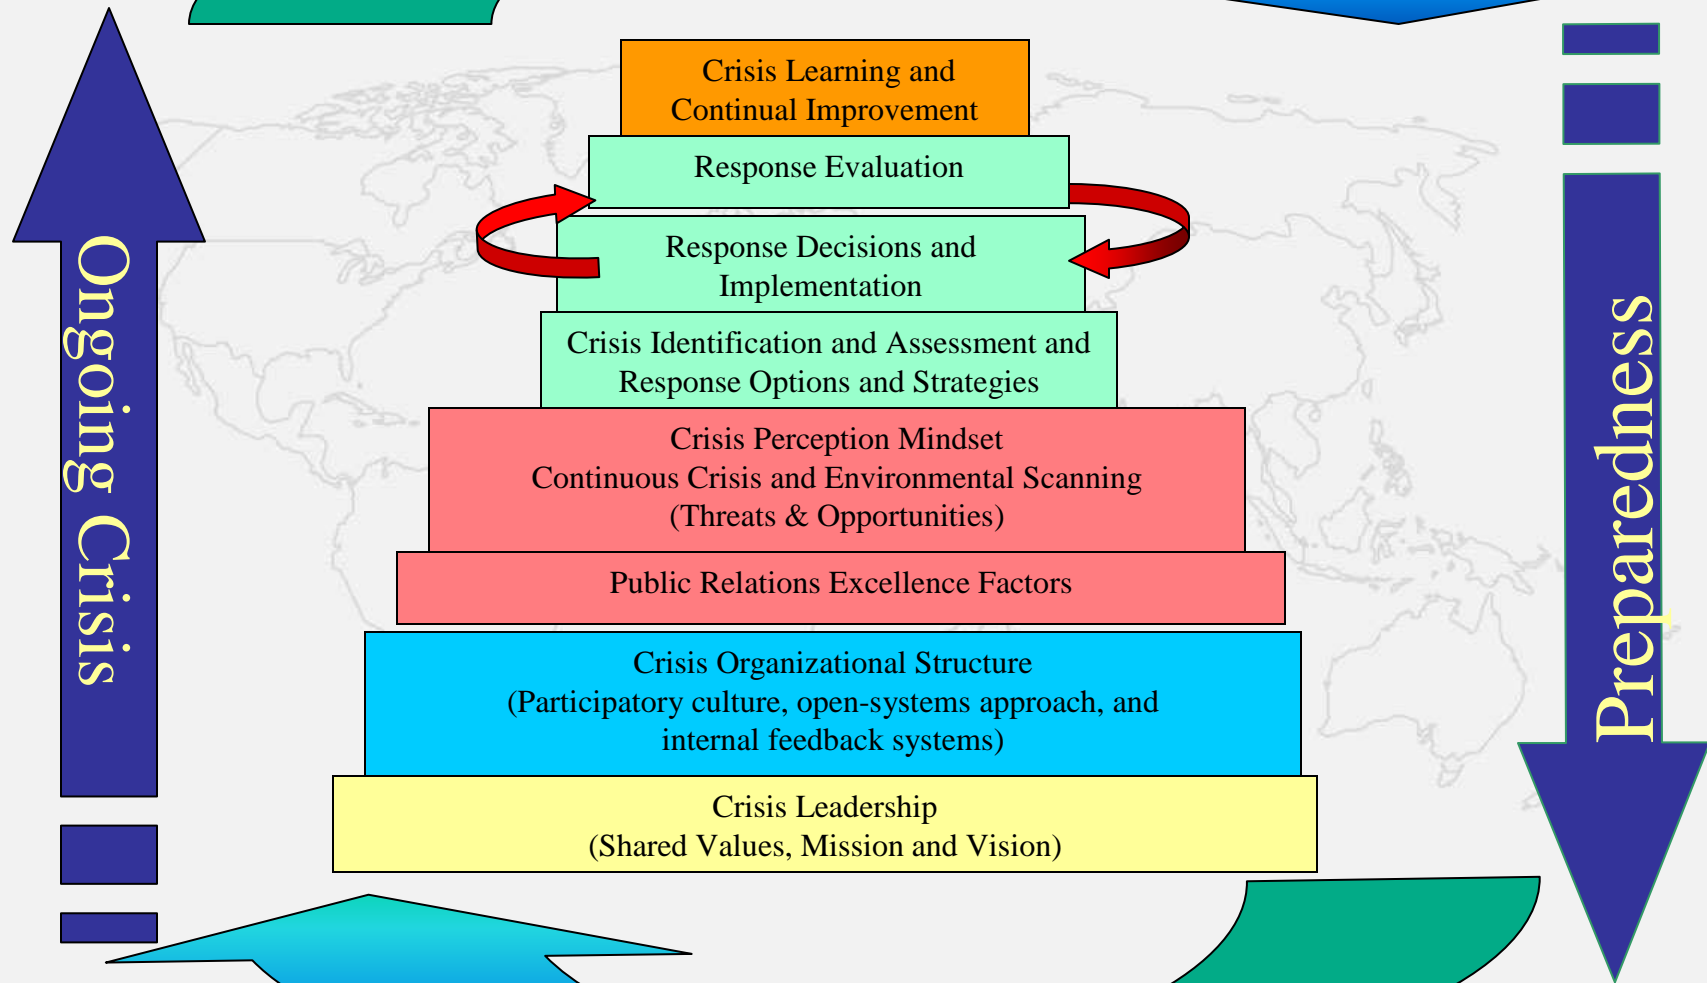 Crisis Learning and
Continual Improvement
Response Evaluation
Response Decisions and
Implementation
Crisis Identification and Assessment and
Response Options and Strategies
Crisis Perception Mindset
Continuous Crisis and Environmental Scanning
(Threats & Opportunities)
Public Relations Excellence Factors
Crisis Organizational Structure
(Participatory culture, open-systems approach, and
internal feedback systems)
Crisis Leadership
(Shared Values, Mission and Vision)
Ongoing Crisis
Preparedness